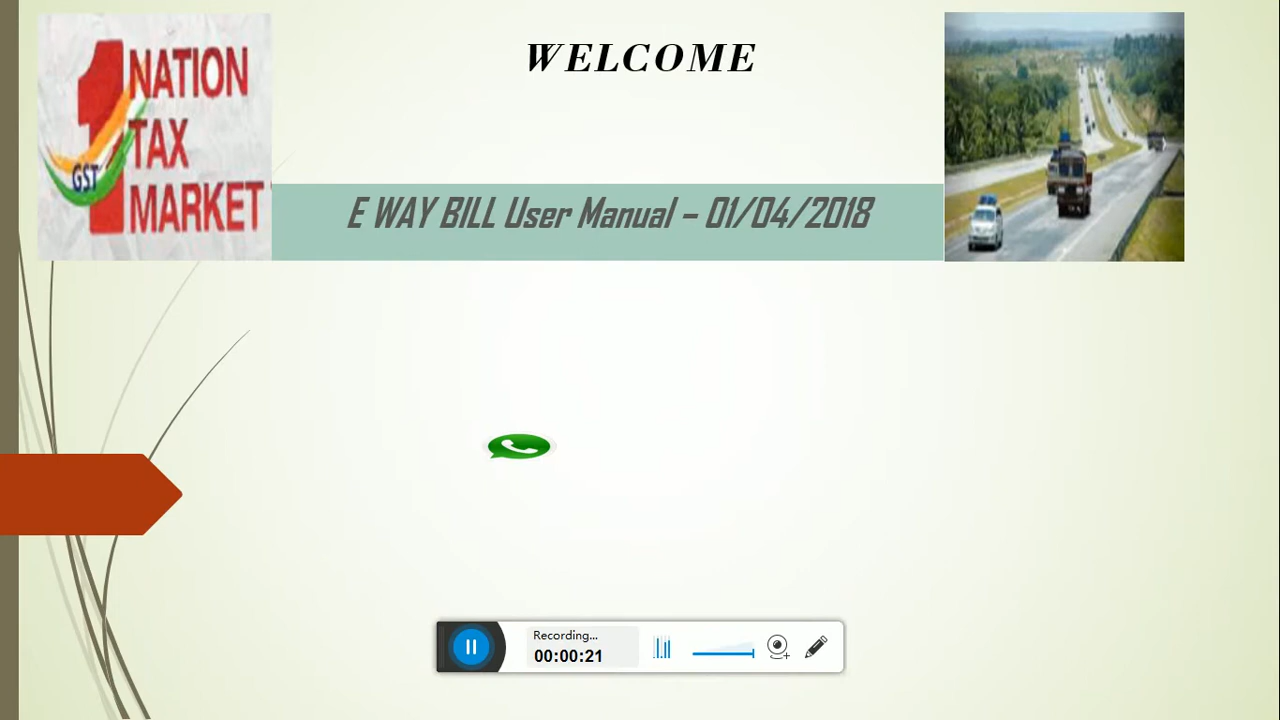 WELCOME
1 NATION
TAX
MARKET
GST
E WAY BILL User Manual – 01/04/2018
Recording...
00:00:21